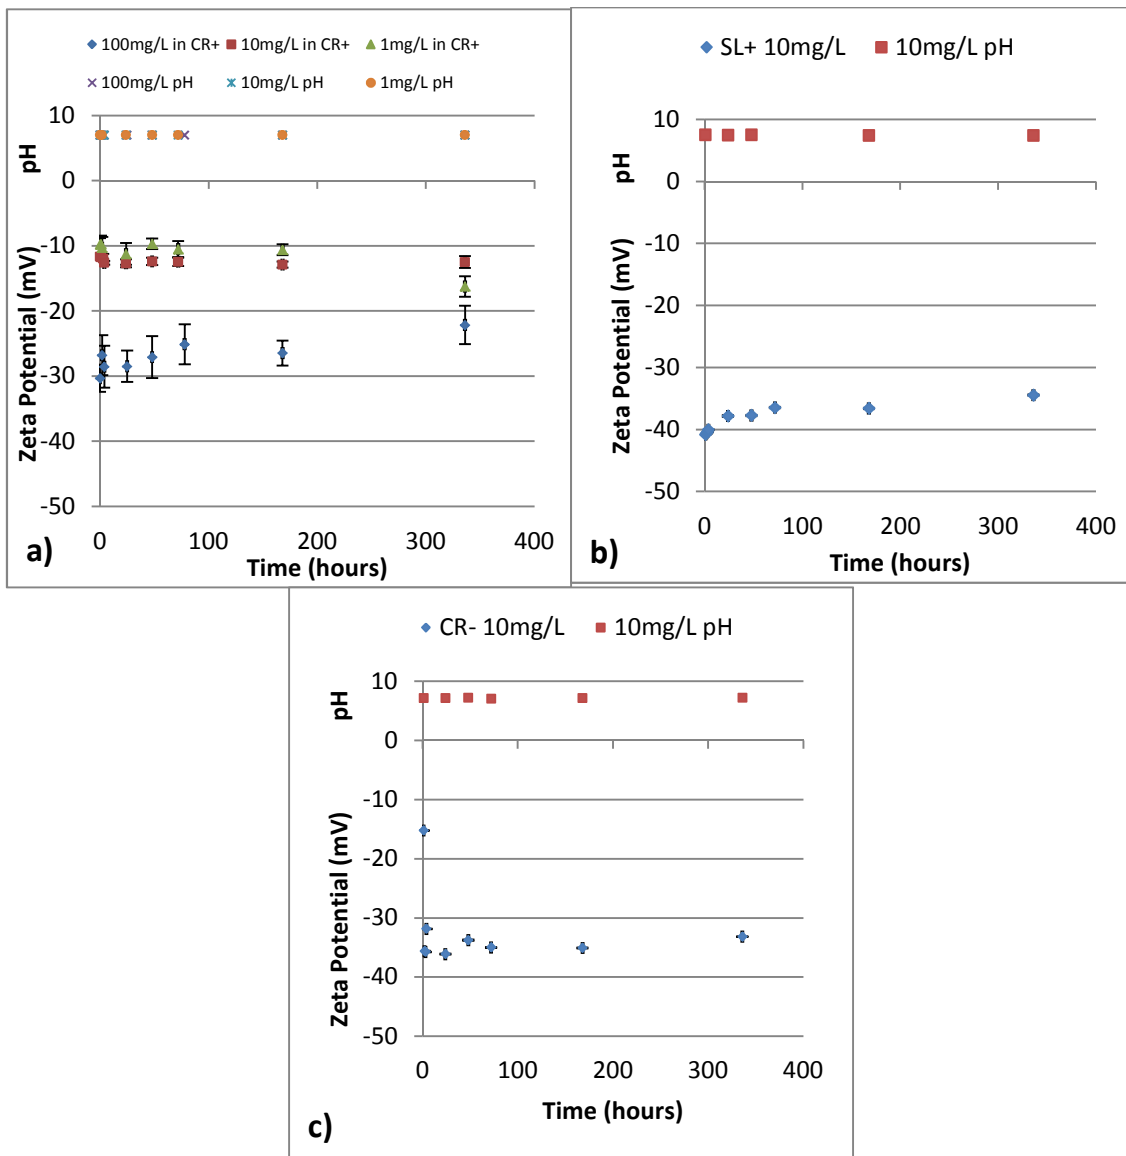 100mg/L in CR+ 10mg/L in CR+ 1mg/L in CR+
100mg/L pH 10mg/L pH 1mg/L pH
10
0
-10
-20
-30
-40
-50
pH
Zeta Potential (mV)
0 100 200 300 400
Time (hours)
a)
SL+ 10mg/L 10mg/L pH
10
0
-10
-20
-30
-40
-50
pH
Zeta Potential (mV)
0 100 200 300 400
Time (hours)
b)
CR- 10mg/L 10mg/L pH
10
0
-10
-20
-30
-40
-50
pH
Zeta Potential (mV)
0 100 200 300 400
Time (hours)
c)